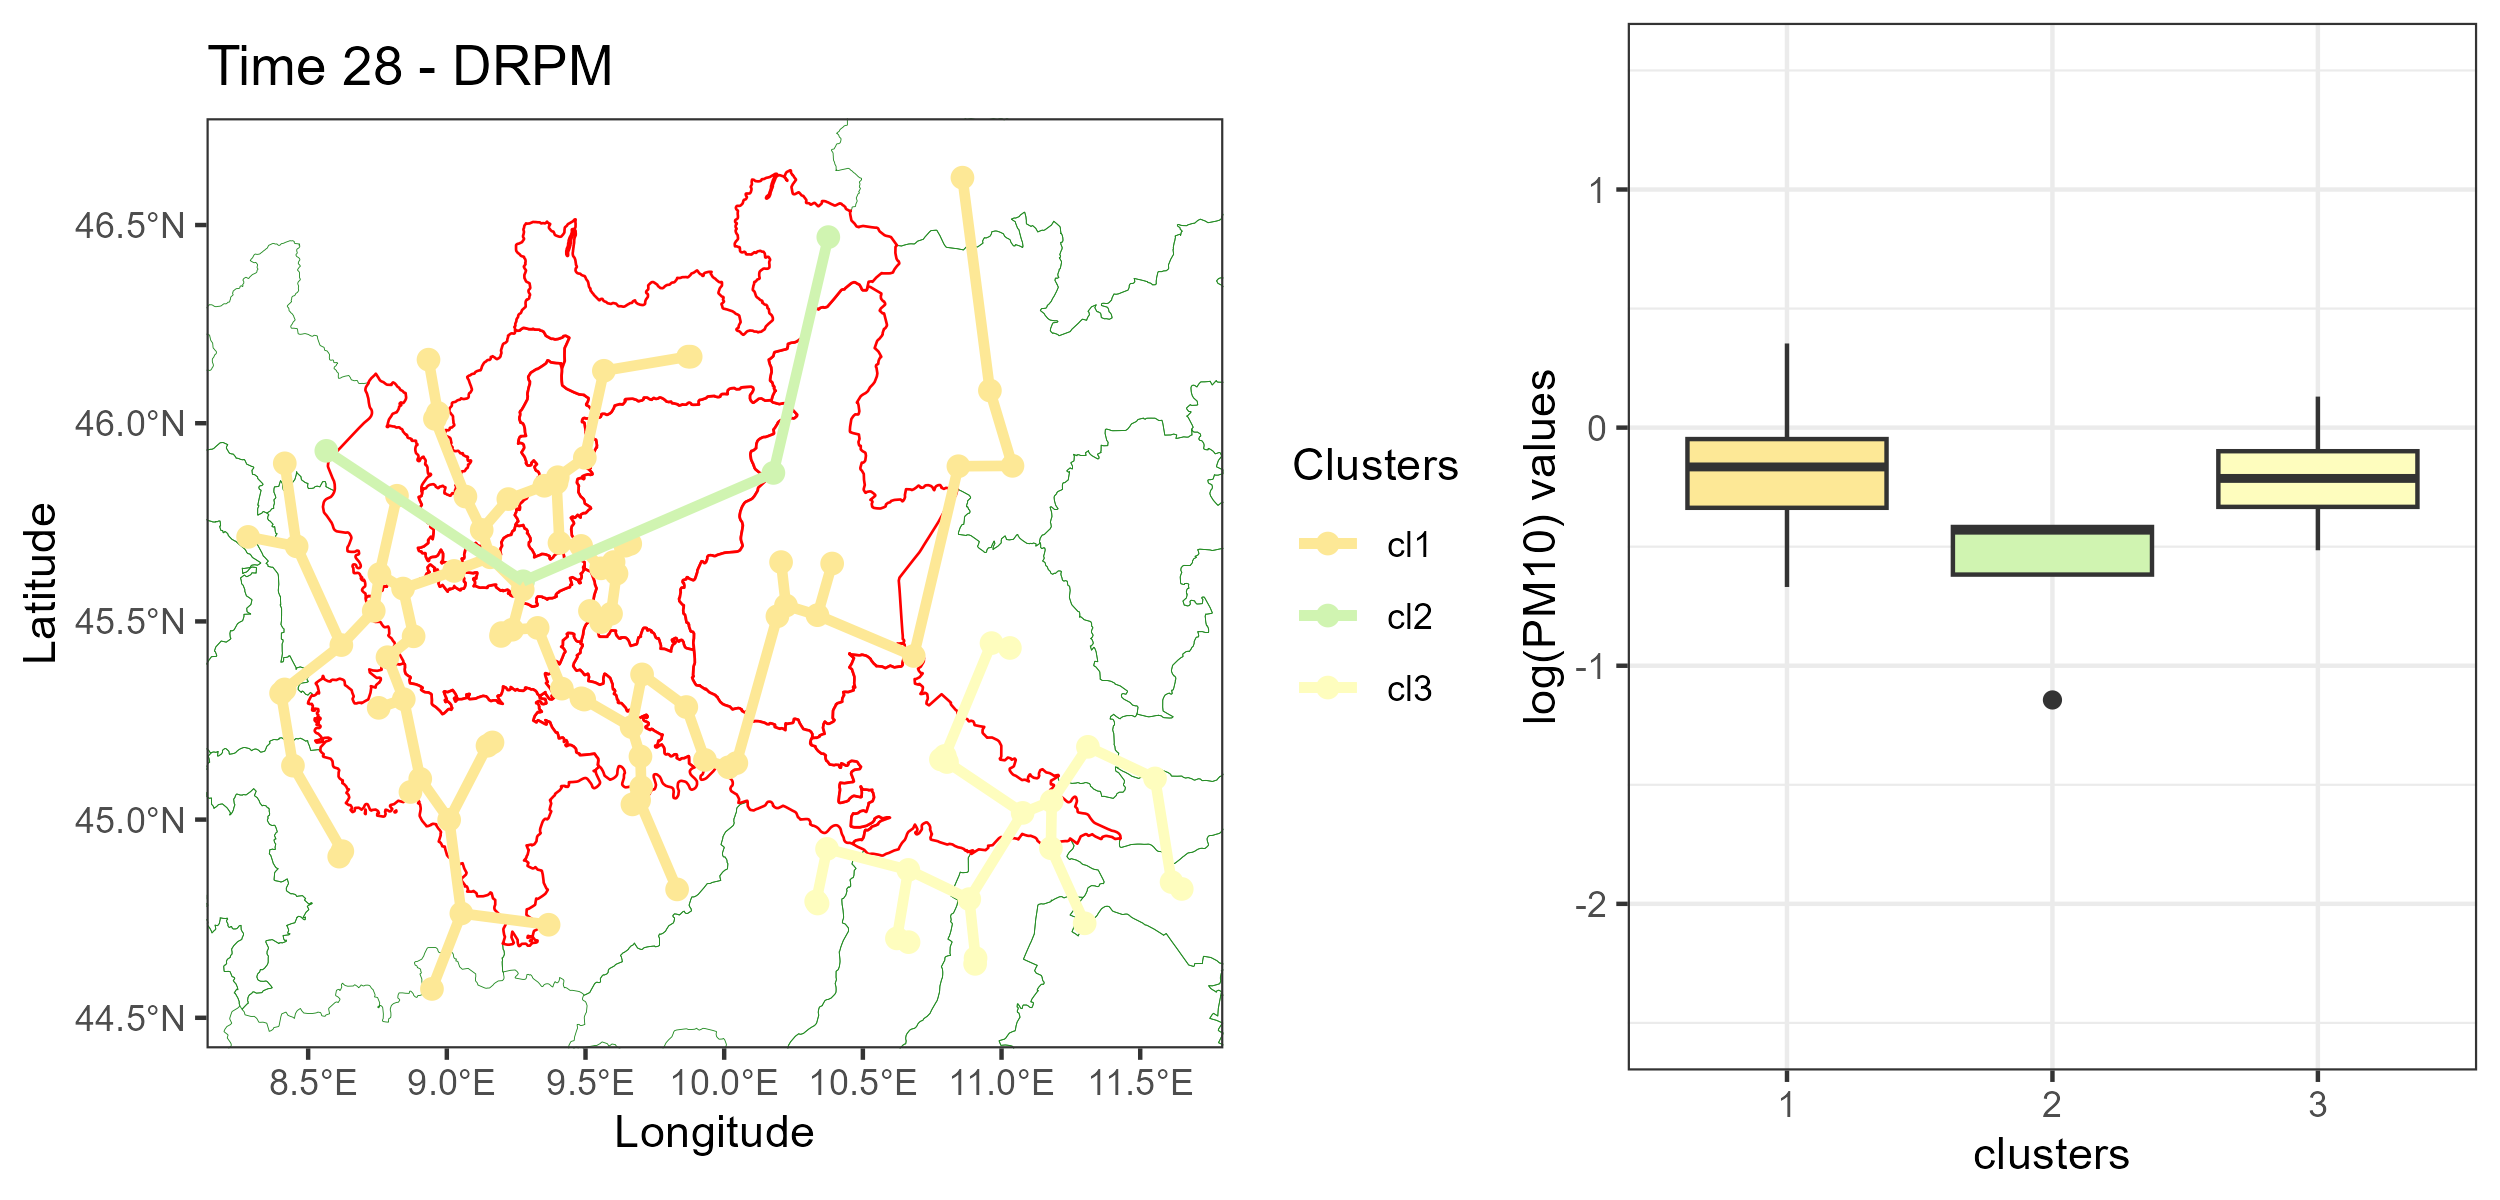 Time 28 - DRPM
Latitude
46.5°N
46.0°N
45.5°N
45.0°N
44.5°N
8.5°E 9.0°E 9.5°E 10.0°E 10.5°E 11.0°E 11.5°E
Longitude
Clusters
cl1
cl2
cl3
log(PM10) values
1
0
-1
-2
1 2 3
clusters